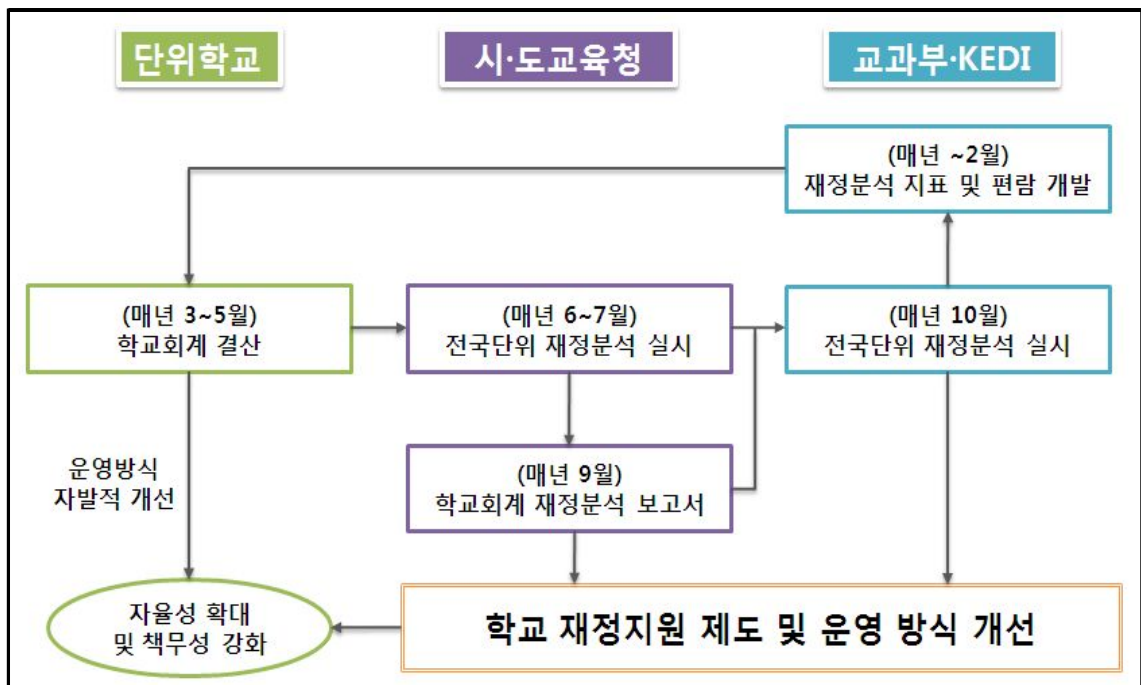 단위학교
시·도교육청
교과부·KEDI
(매년 ~2월)
재정분석 지표 및 편람 개발
(매년 3~5월)
학교회계 결산
(매년 6~7월)
전국단위 재정분석 실시
(매년 10월)
전국단위 재정분석 실시
운영방식
자발적 개선
(매년 9월)
학교회계 재정분석 보고서
자율성 확대
및 책무성 강화
학교 재정지원 제도 및 운영 방식 개선